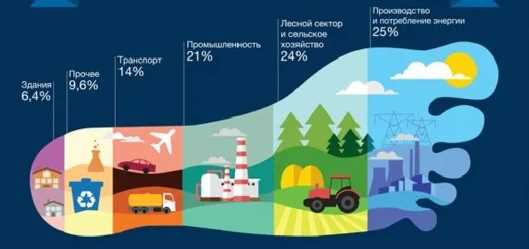 Здания
6,4%
Прочее
9,6%
Транспорт
14%
Промышленность
21%
Лесной сектор
и сельское
хозяйство
24%
Производство
и потребление энергии
25%